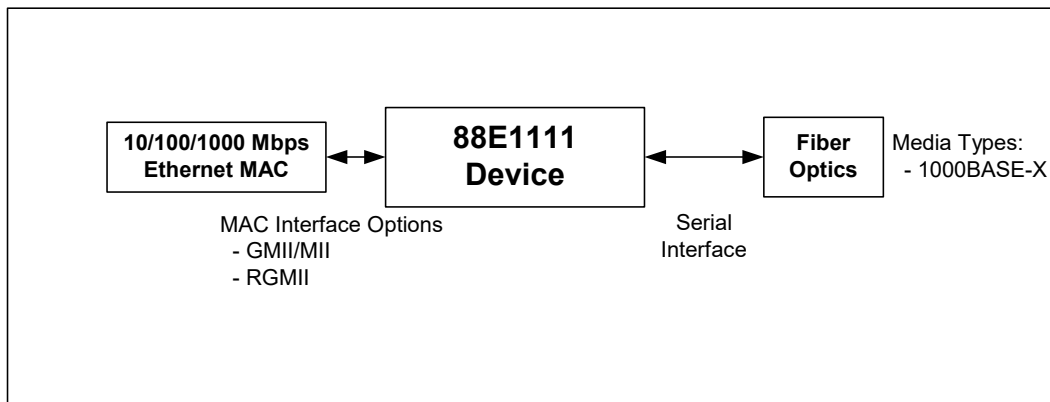 10/100/1000 Mbps
Ethernet MAC
88E1111
Device
Fiber
Optics
Media Types:
- 1000BASE-X
MAC Interface Options
- GMII/MII
- RGMII
Serial
Interface